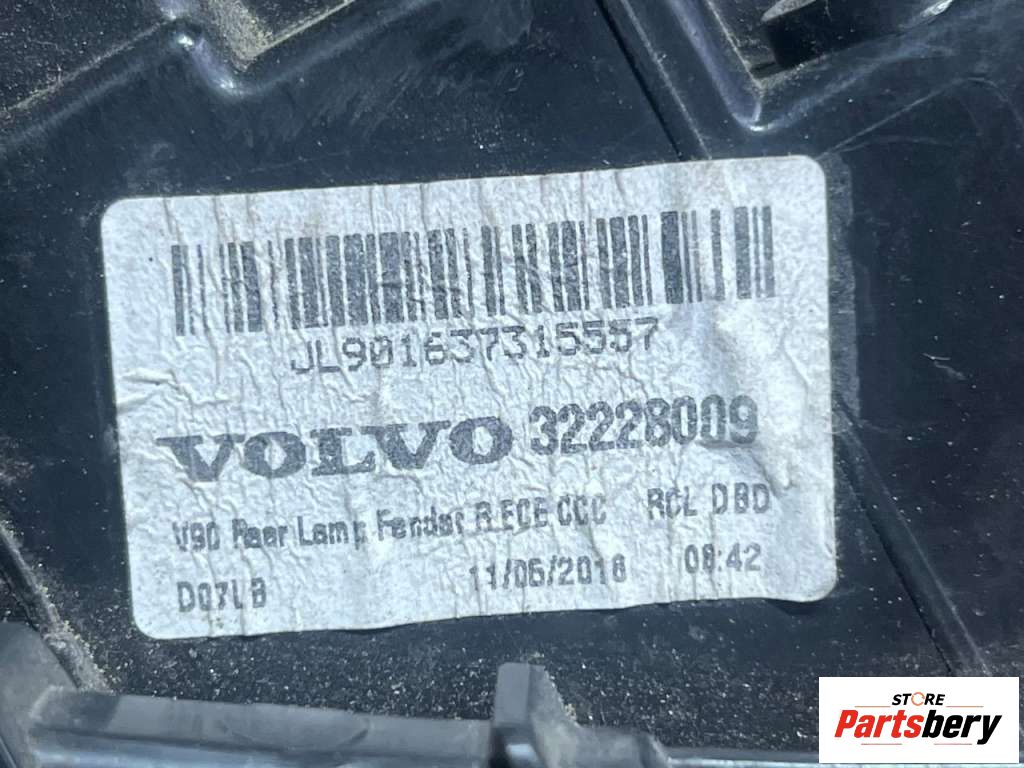 JL901637315557
VOLVO 32228009
V90 Rear Lamp Fender R ECE CCC RCL DBD
D07LB 11/05/2016 08:42
STORE
Partsbery